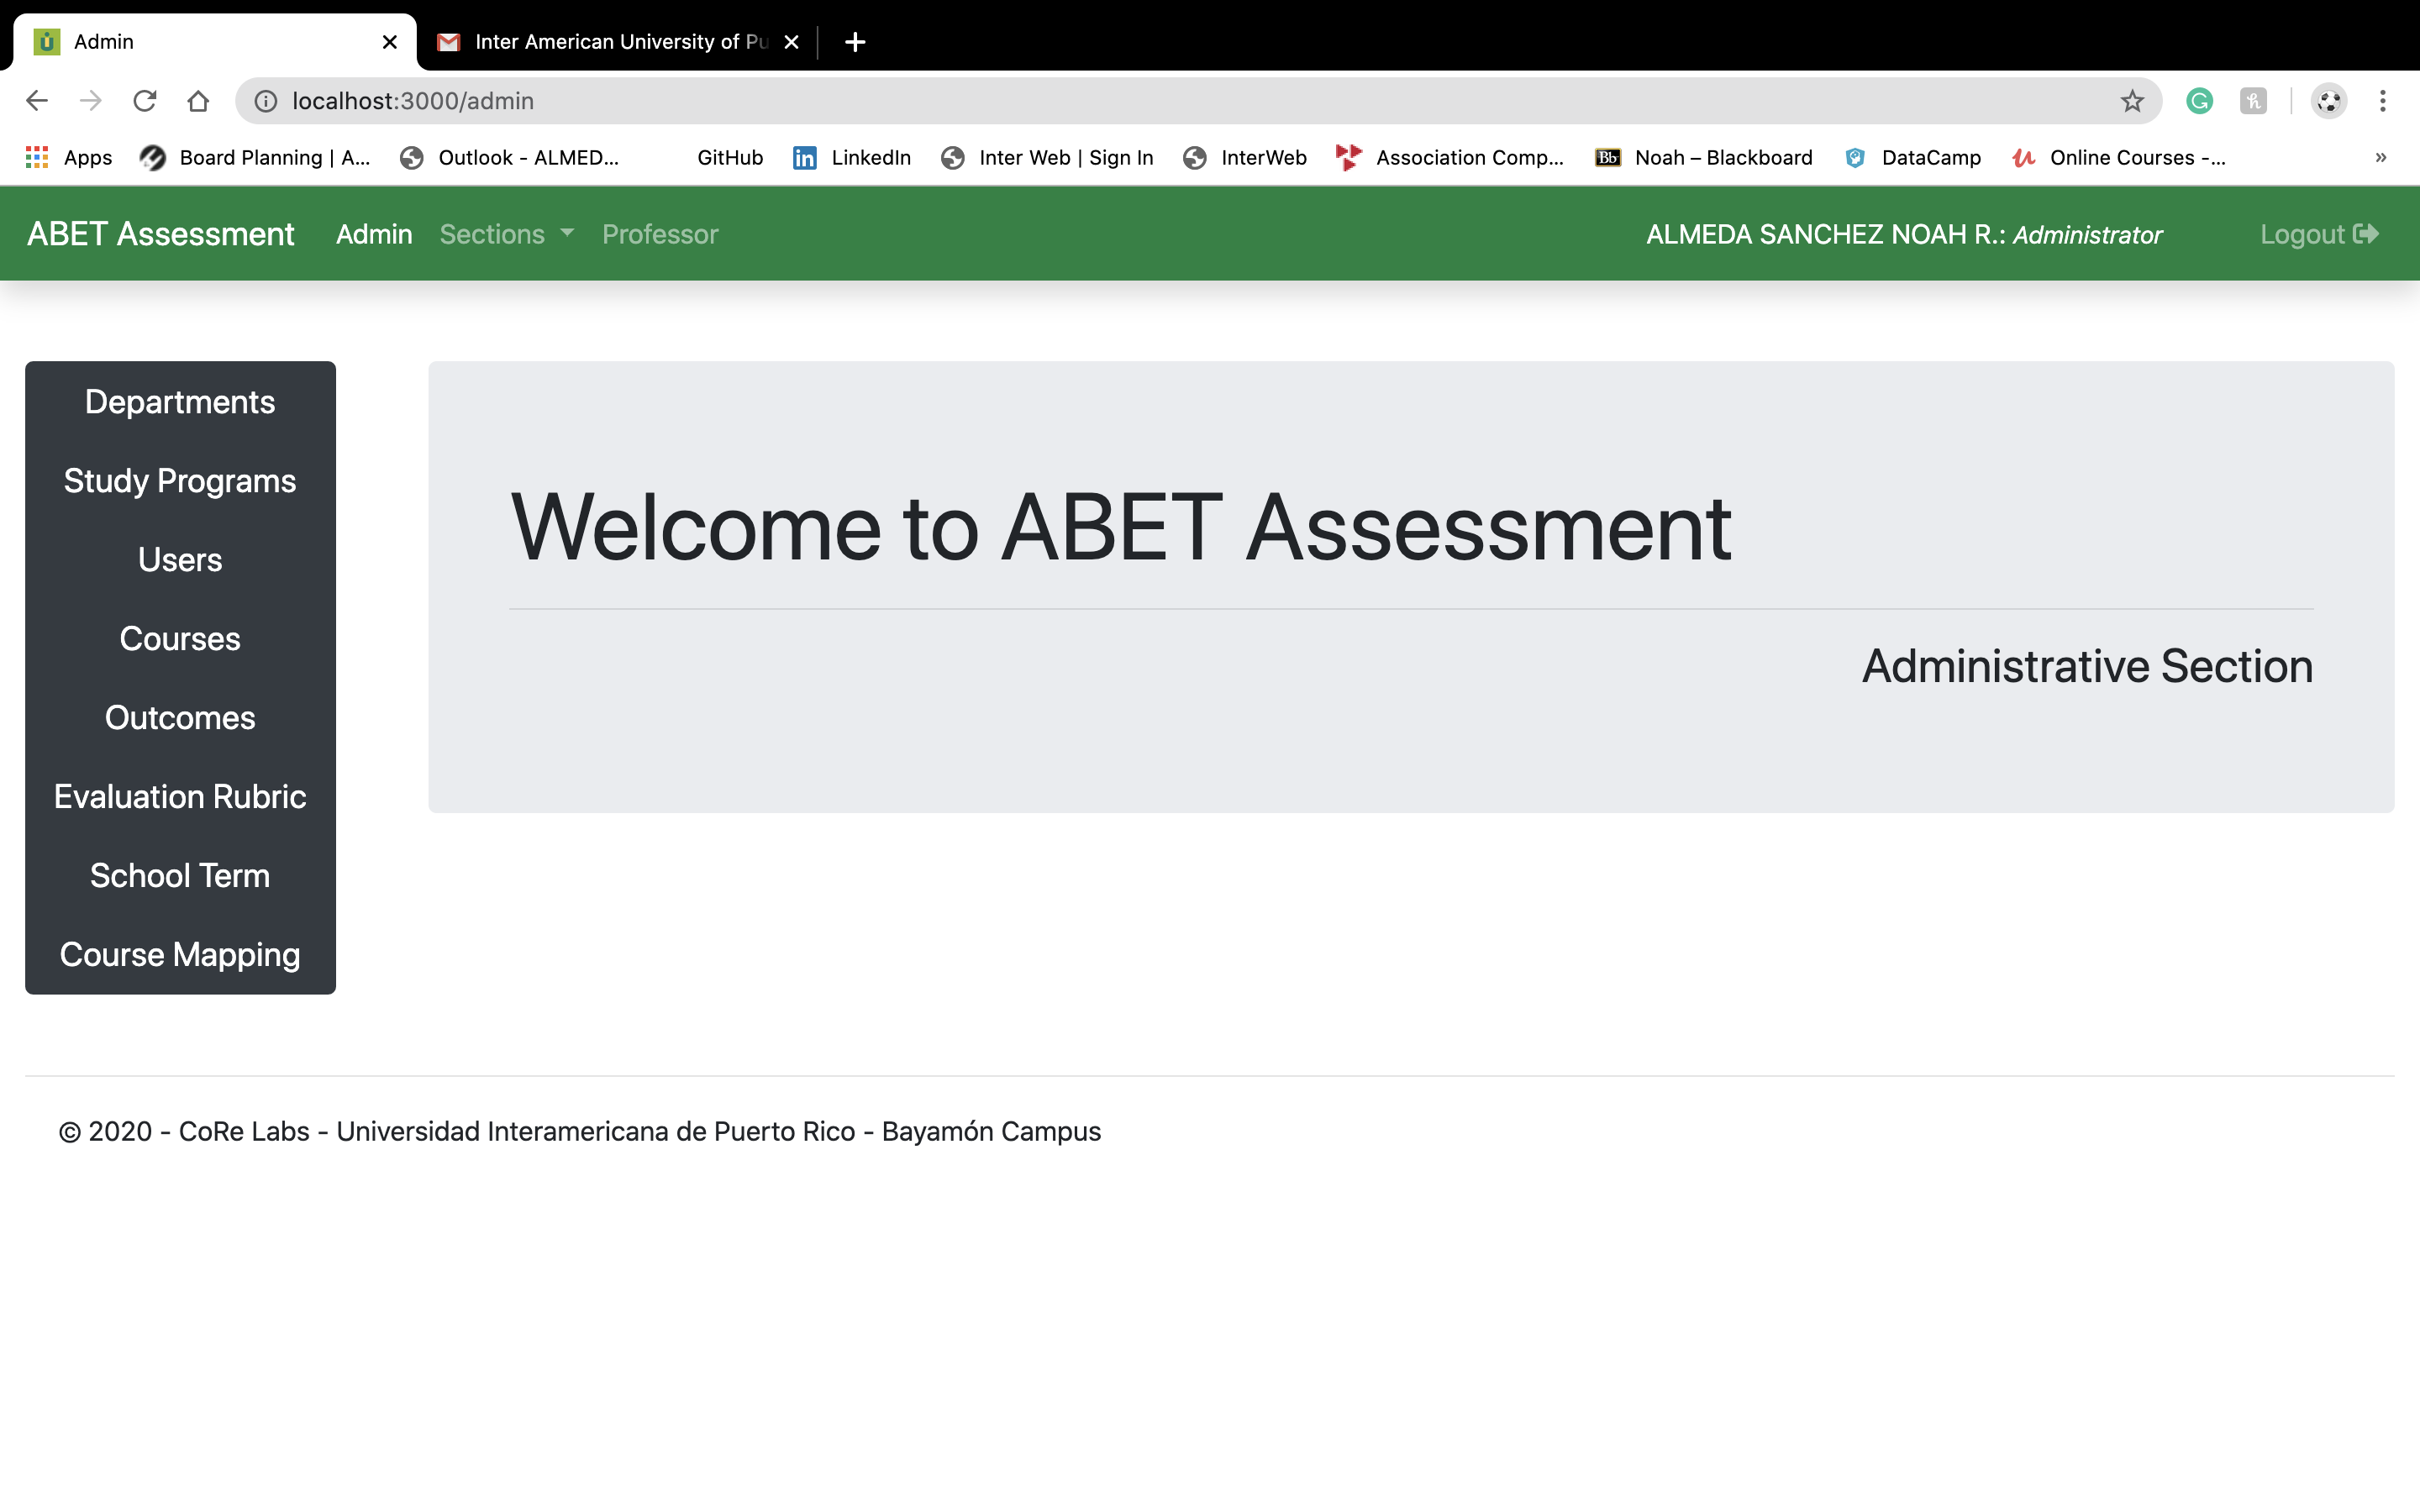 Admin
Inter American University of Pu
localhost:3000/admin
Apps Board Planning | A... Outlook - ALMED... GitHub LinkedIn Inter Web | Sign In InterWeb Association Comp... Noah – Blackboard DataCamp Online Courses -... »
ABET Assessment Admin Sections Professor ALMEDA SANCHEZ NOAH R.: Administrator Logout
Departments
Study Programs
Users
Courses
Outcomes
Evaluation Rubric
School Term
Course Mapping
Welcome to ABET Assessment
Administrative Section
© 2020 - CoRe Labs - Universidad Interamericana de Puerto Rico - Bayamón Campus